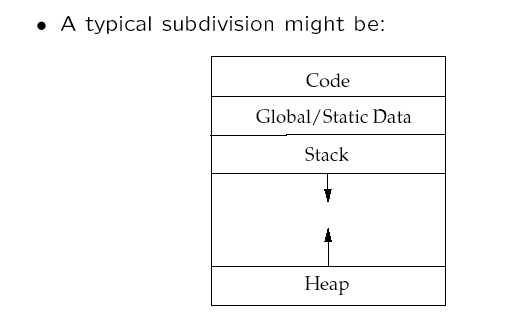 • A typical subdivision might be:
Code
Global/Static Data
Stack
Heap